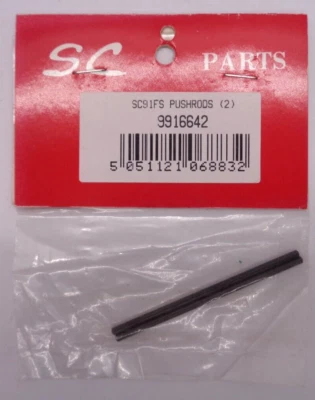 SC PARTS
SC91FS PUSHRODS (2)
9916642
5 051121 068832